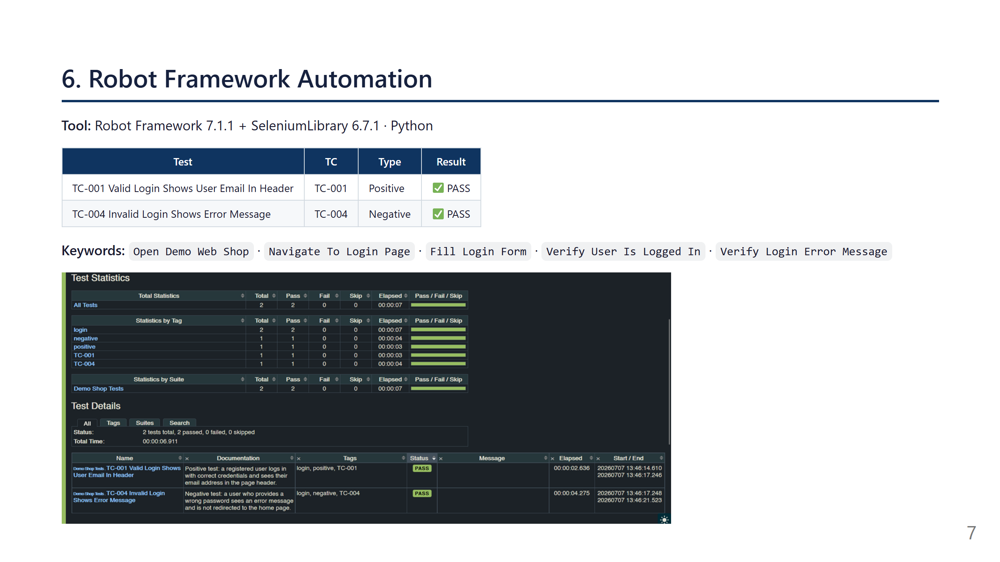 6. Robot Framework Automation
Tool: Robot Framework 7.1.1 + SeleniumLibrary 6.7.1 · Python
Test TC Type Result
TC-001 Valid Login Shows User Email In Header TC-001 Positive ✅ PASS
TC-004 Invalid Login Shows Error Message TC-004 Negative ✅ PASS
Keywords: Open Demo Web Shop · Navigate To Login Page · Fill Login Form · Verify User Is Logged In · Verify Login Error Message
Test Statistics
Total Statistics Total Pass Fail Skip Elapsed Pass / Fail / Skip
All Tests 2 2 0 0 00:00:07
Statistics by Tag Total Pass Fail Skip Elapsed Pass / Fail / Skip
login 2 2 0 0 00:00:07
negative 1 1 0 0 00:00:04
positive 1 1 0 0 00:00:03
TC-001 1 1 0 0 00:00:03
TC-004 1 1 0 0 00:00:04
Statistics by Suite Total Pass Fail Skip Elapsed Pass / Fail / Skip
Demo Shop Tests 2 2 0 0 00:00:07
Test Details
All Tags Suites Search
Status: 2 tests total, 2 passed, 0 failed, 0 skipped
Total Time: 00:00:06.911
Name × Documentation × Tags Status × Message × Elapsed × Start / End
Demo Shop Tests . TC-001 Valid Login Shows Positive test: a registered user logs in login, positive, TC-001 PASS 00:00:02.636 20260707 13:46:14.610
User Email In Header with correct credentials and sees their 20260707 13:46:17.246
email address in the page header.
Demo Shop Tests . TC-004 Invalid Login Negative test: a user who provides a login, negative, TC-004 PASS 00:00:04.275 20260707 13:46:17.248
Shows Error Message wrong password sees an error message 20260707 13:46:21.523
and is not redirected to the home page.
7